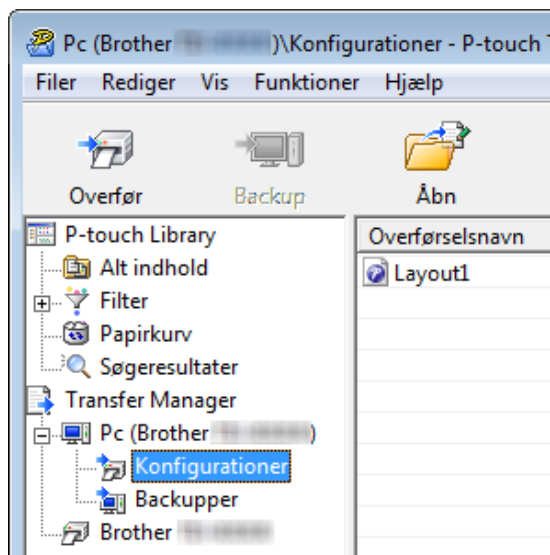 Pc (Brother )\Konfigurationer - P-touch
Filer Rediger Vis Funktioner Hjælp
Overfør Backup Åbn
P-touch Library
Alt indhold
Filter
Papirkurv
Søgeresultater
Transfer Manager
Pc (Brother )
Konfigurationer
Backupper
Brother
Overførselsnavn
Layout1